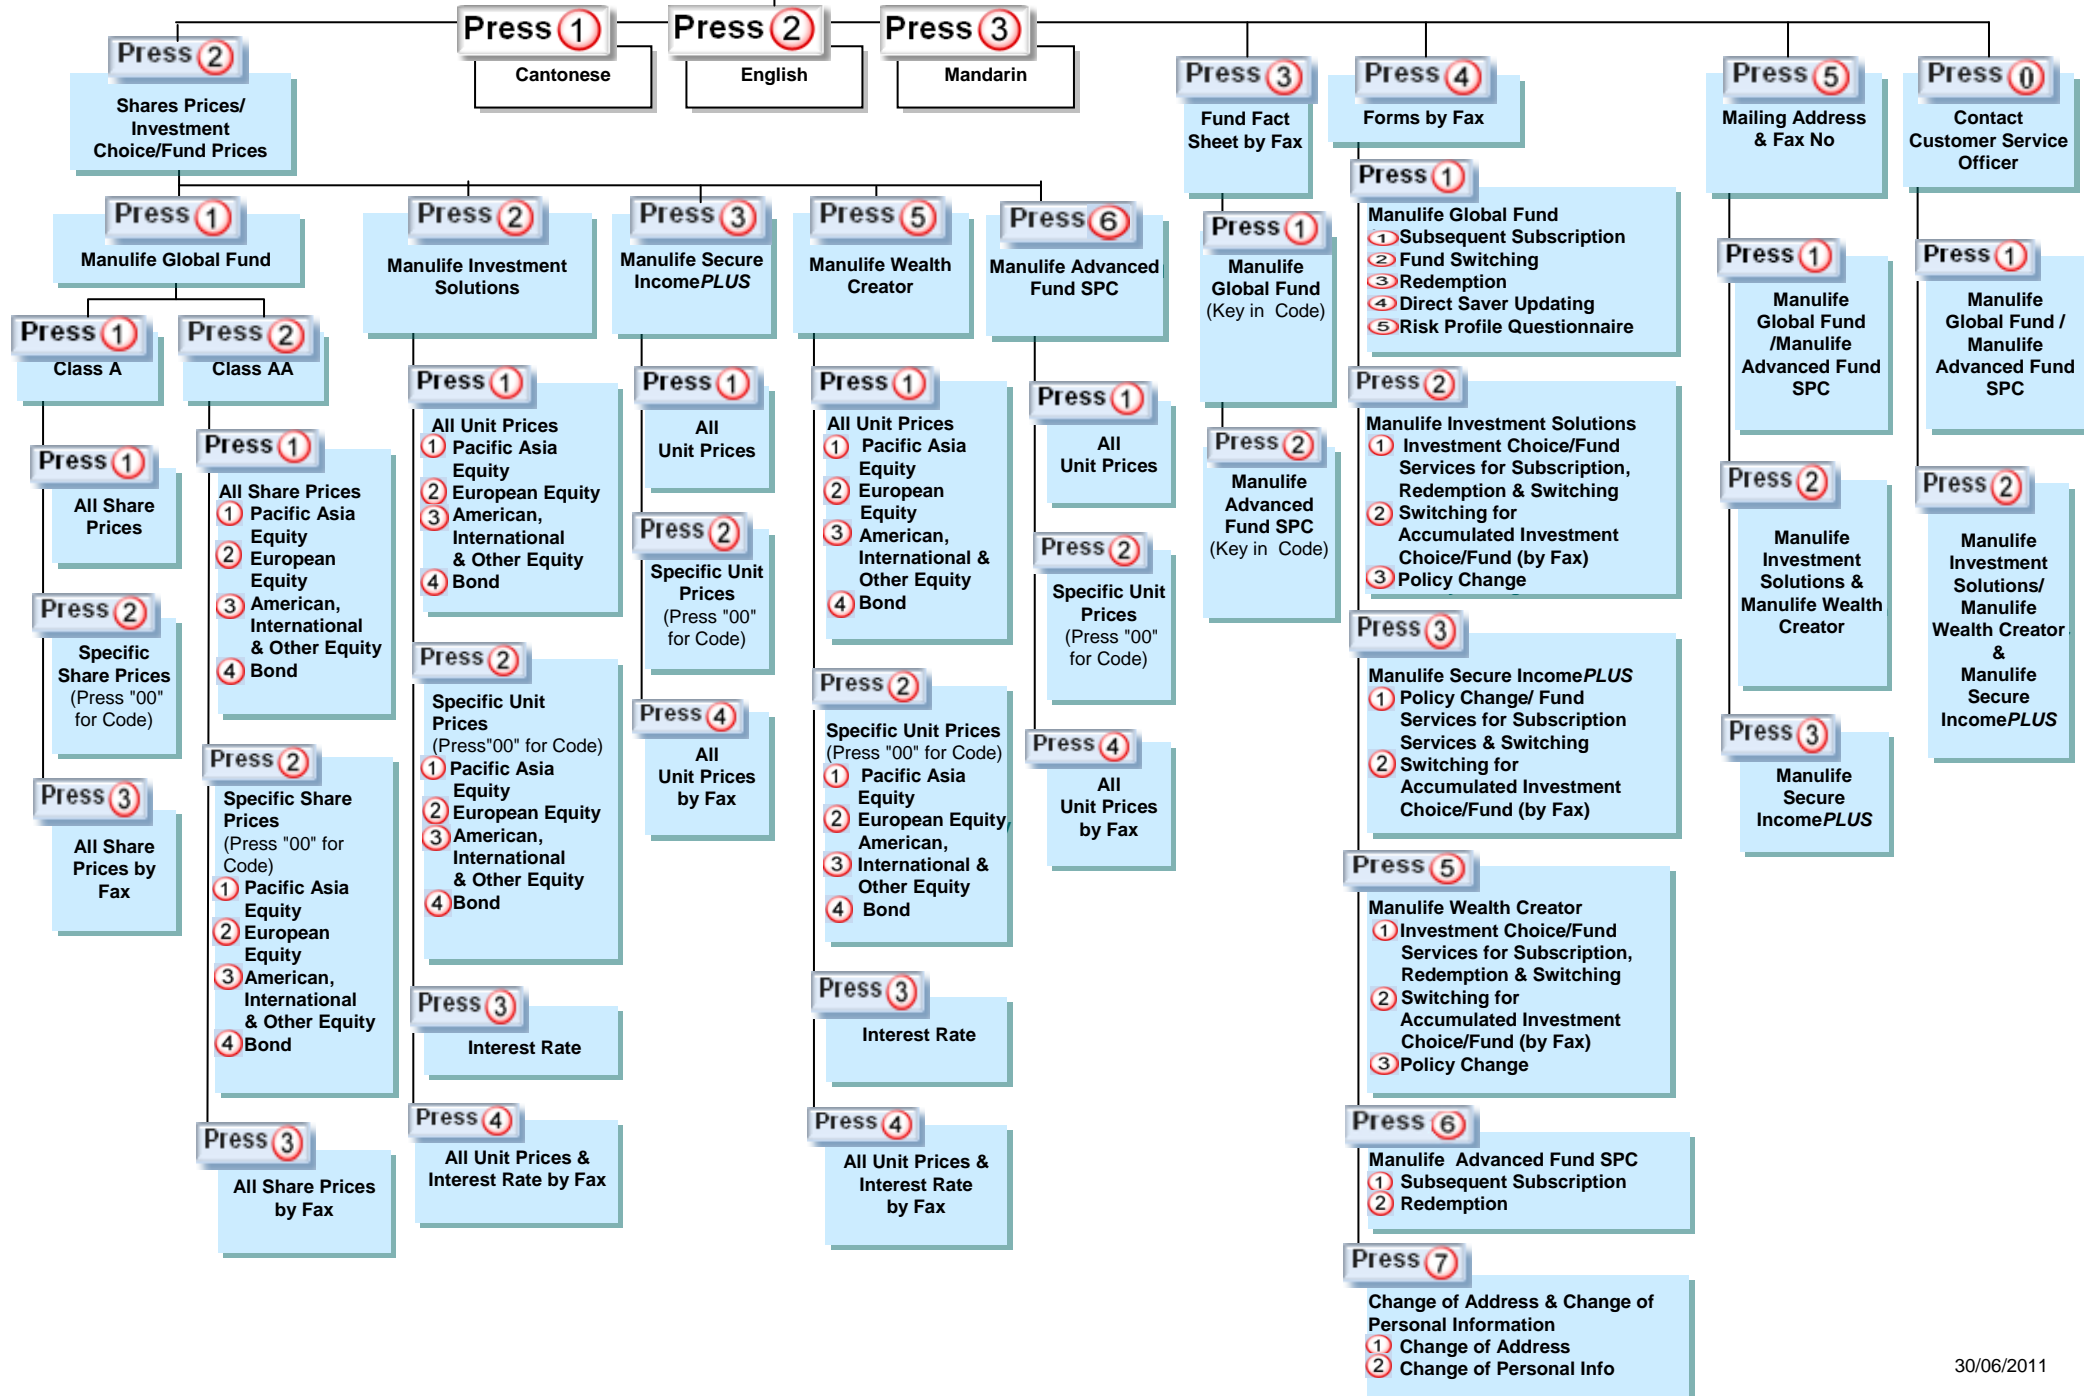 Press 1
Cantonese
Press 2
English
Press 3
Mandarin
Press 2
Shares Prices/
Investment
Choice/Fund Prices
Press 1
Manulife Global Fund
Press 1
Class A
Press 1
All Share
Prices
Press 2
Specific
Share Prices
(Press "00"
for Code)
Press 3
All Share
Prices by
Fax
Press 2
Class AA
Press 1
All Share Prices
1 Pacific Asia
Equity
2 European
Equity
3 American,
International
& Other Equity
4 Bond
Press 2
Specific Share
Prices
(Press "00" for
Code)
1 Pacific Asia
Equity
2 European
Equity
3 American,
International
& Other Equity
4 Bond
Press 3
All Share Prices
by Fax
Press 2
Manulife Investment
Solutions
Press 1
All Unit Prices
1 Pacific Asia
Equity
2 European Equity
3 American,
International
& Other Equity
4 Bond
Press 2
Specific Unit
Prices
(Press"00" for Code)
1 Pacific Asia
Equity
2 European Equity
3 American,
International
& Other Equity
4 Bond
Press 3
Interest Rate
Press 4
All Unit Prices &
Interest Rate by Fax
Press 3
Manulife Secure
IncomePLUS
Press 1
All
Unit Prices
Press 2
Specific Unit
Prices
(Press "00"
for Code)
Press 4
All
Unit Prices
by Fax
Press 5
Manulife Wealth
Creator
Press 1
All Unit Prices
1 Pacific Asia
Equity
2 European
Equity
3 American,
International &
Other Equity
4 Bond
Press 2
Specific Unit Prices
(Press "00" for Code)
1 Pacific Asia
Equity
2 European Equity,
American,
3 International &
Other Equity
4 Bond
Press 3
Interest Rate
Press 4
All Unit Prices &
Interest Rate
by Fax
Press 6
Manulife Advanced
Fund SPC
Press 1
All
Unit Prices
Press 2
Specific Unit
Prices
(Press "00"
for Code)
Press 4
All
Unit Prices
by Fax
Press 3
Fund Fact
Sheet by Fax
Press 1
Manulife
Global Fund
(Key in Code)
Press 2
Manulife
Advanced
Fund SPC
(Key in Code)
Press 4
Forms by Fax
Press 1
Manulife Global Fund
1 Subsequent Subscription
2 Fund Switching
3 Redemption
4 Direct Saver Updating
5 Risk Profile Questionnaire
Press 2
Manulife Investment Solutions
1 Investment Choice/Fund
Services for Subscription,
Redemption & Switching
2 Switching for
Accumulated Investment
Choice/Fund (by Fax)
3 Policy Change
Press 3
Manulife Secure IncomePLUS
1 Policy Change/ Fund
Services for Subscription
Services & Switching
2 Switching for
Accumulated Investment
Choice/Fund (by Fax)
Press 5
Manulife Wealth Creator
1 Investment Choice/Fund
Services for Subscription,
Redemption & Switching
2 Switching for
Accumulated Investment
Choice/Fund (by Fax)
3 Policy Change
Press 6
Manulife Advanced Fund SPC
1 Subsequent Subscription
2 Redemption
Press 7
Change of Address & Change of
Personal Information
1 Change of Address
2 Change of Personal Info
Press 5
Mailing Address
& Fax No
Press 1
Manulife
Global Fund
/Manulife
Advanced Fund
SPC
Press 2
Manulife
Investment
Solutions &
Manulife Wealth
Creator
Press 3
Manulife
Secure
IncomePLUS
Press 0
Contact
Customer Service
Officer
Press 1
Manulife
Global Fund /
Manulife
Advanced Fund
SPC
Press 2
Manulife
Investment
Solutions/
Manulife
Wealth Creator
&
Manulife
Secure
IncomePLUS
30/06/2011